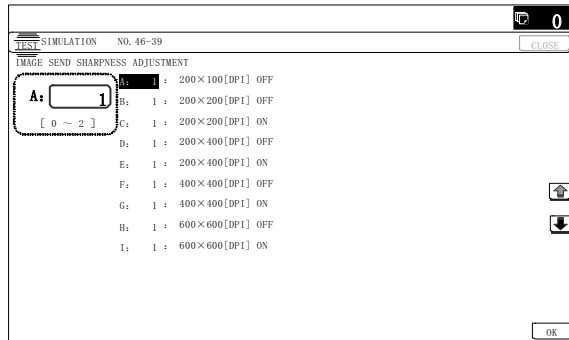 0
TEST SIMULATION NO. 46-39
CLOSE
IMAGE SEND SHARPNESS ADJUSTMENT
A: 1
[ 0 ～ 2 ]
A: 1 : 200×100[DPI] OFF
B: 1 : 200×200[DPI] OFF
C: 1 : 200×200[DPI] ON
D: 1 : 200×400[DPI] OFF
E: 1 : 200×400[DPI] ON
F: 1 : 400×400[DPI] OFF
G: 1 : 400×400[DPI] ON
H: 1 : 600×600[DPI] OFF
I: 1 : 600×600[DPI] ON
OK